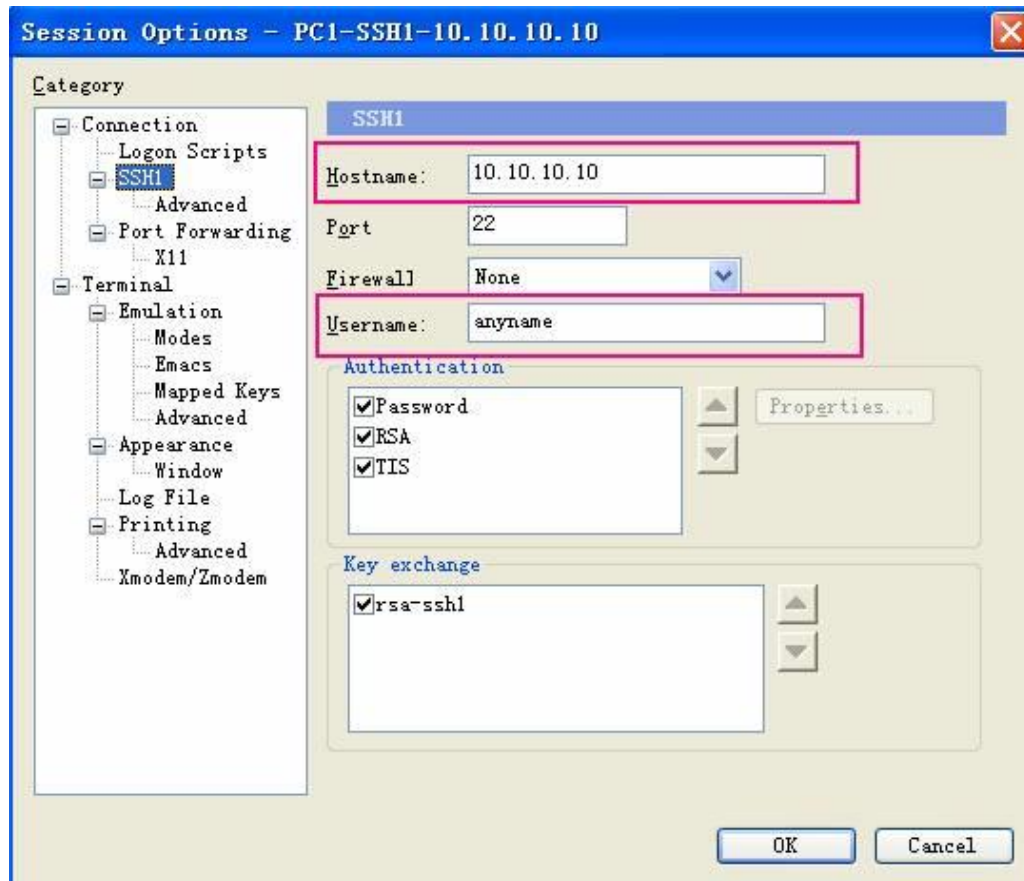 Session Options - PC1-SSH1-10.10.10.10
Category
Connection
Logon Scripts
SSH1
Advanced
Port Forwarding
X11
Terminal
Emulation
Modes
Emacs
Mapped Keys
Advanced
Appearance
Window
Log File
Printing
Advanced
Xmodem/Zmodem
SSH1
Hostname: 10.10.10.10
Port 22
Firewall None
Username: anyname
Authentication
Password
RSA
TIS
Properties...
Key exchange
rsa-ssh1
OK Cancel